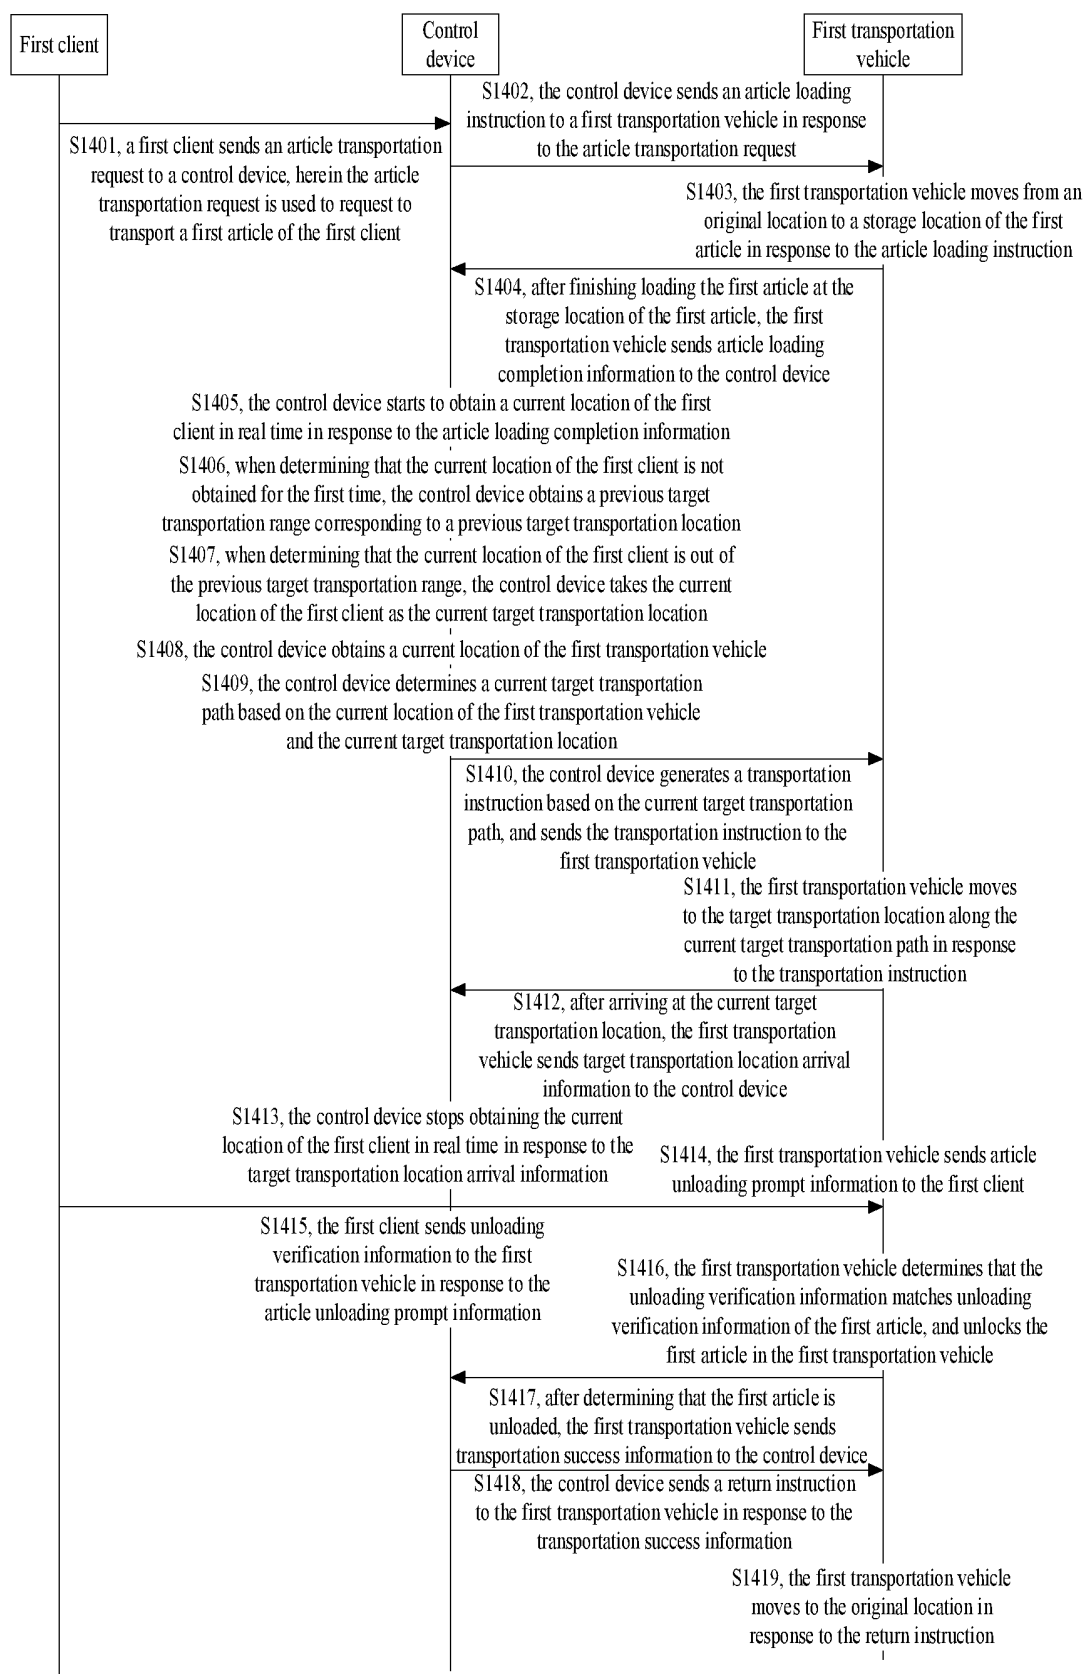 First client
Control
device
First transportation
vehicle
S1402, the control device sends an article loading
instruction to a first transportation vehicle in response
to the article transportation request
S1401, a first client sends an article transportation
request to a control device, herein the article
transportation request is used to request to
transport a first article of the first client
S1403, the first transportation vehicle moves from an
original location to a storage location of the first
article in response to the article loading instruction
S1404, after finishing loading the first article at the
storage location of the first article, the first
transportation vehicle sends article loading
completion information to the control device
S1405, the control device starts to obtain a current location of the first
client in real time in response to the article loading completion information
S1406, when determining that the current location of the first client is not
obtained for the first time, the control device obtains a previous target
transportation range corresponding to a previous target transportation location
S1407, when determining that the current location of the first client is out of
the previous target transportation range, the control device takes the current
location of the first client as the current target transportation location
S1408, the control device obtains a current location of the first transportation vehicle
S1409, the control device determines a current target transportation
path based on the current location of the first transportation vehicle
and the current target transportation location
S1410, the control device generates a transportation
instruction based on the current target transportation
path, and sends the transportation instruction to the
first transportation vehicle
S1411, the first transportation vehicle moves
to the target transportation location along the
current target transportation path in response
to the transportation instruction
S1412, after arriving at the current target
transportation location, the first transportation
vehicle sends target transportation location arrival
information to the control device
S1413, the control device stops obtaining the current
location of the first client in real time in response to the
target transportation location arrival information
S1414, the first transportation vehicle sends article
unloading prompt information to the first client
S1415, the first client sends unloading
verification information to the first
transportation vehicle in response to the
article unloading prompt information
S1416, the first transportation vehicle determines that the
unloading verification information matches unloading
verification information of the first article, and unlocks the
first article in the first transportation vehicle
S1417, after determining that the first article is
unloaded, the first transportation vehicle sends
transportation success information to the control device
S1418, the control device sends a return instruction
to the first transportation vehicle in response to the
transportation success information
S1419, the first transportation vehicle
moves to the original location in
response to the return instruction